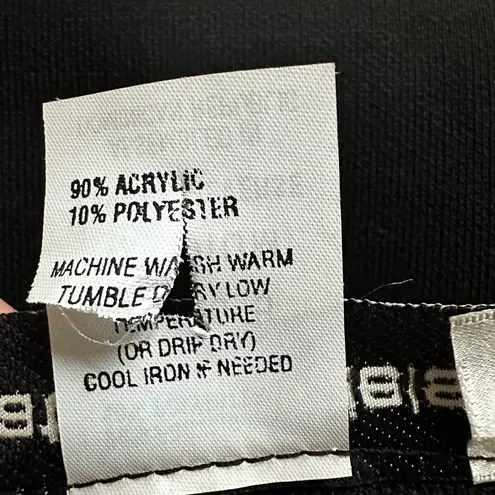 90% ACRYLIC
10% POLYESTER
MACHINE WASH WARM
TUMBLE DRY LOW
TEMPERATURE
(OR DRIP DRY)
COOL IRON IF NEEDED